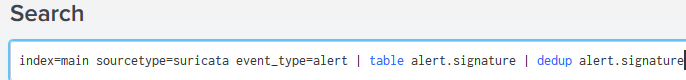 Search
index=main sourcetype=suricata event_type=alert | table alert.signature | dedup alert.signature